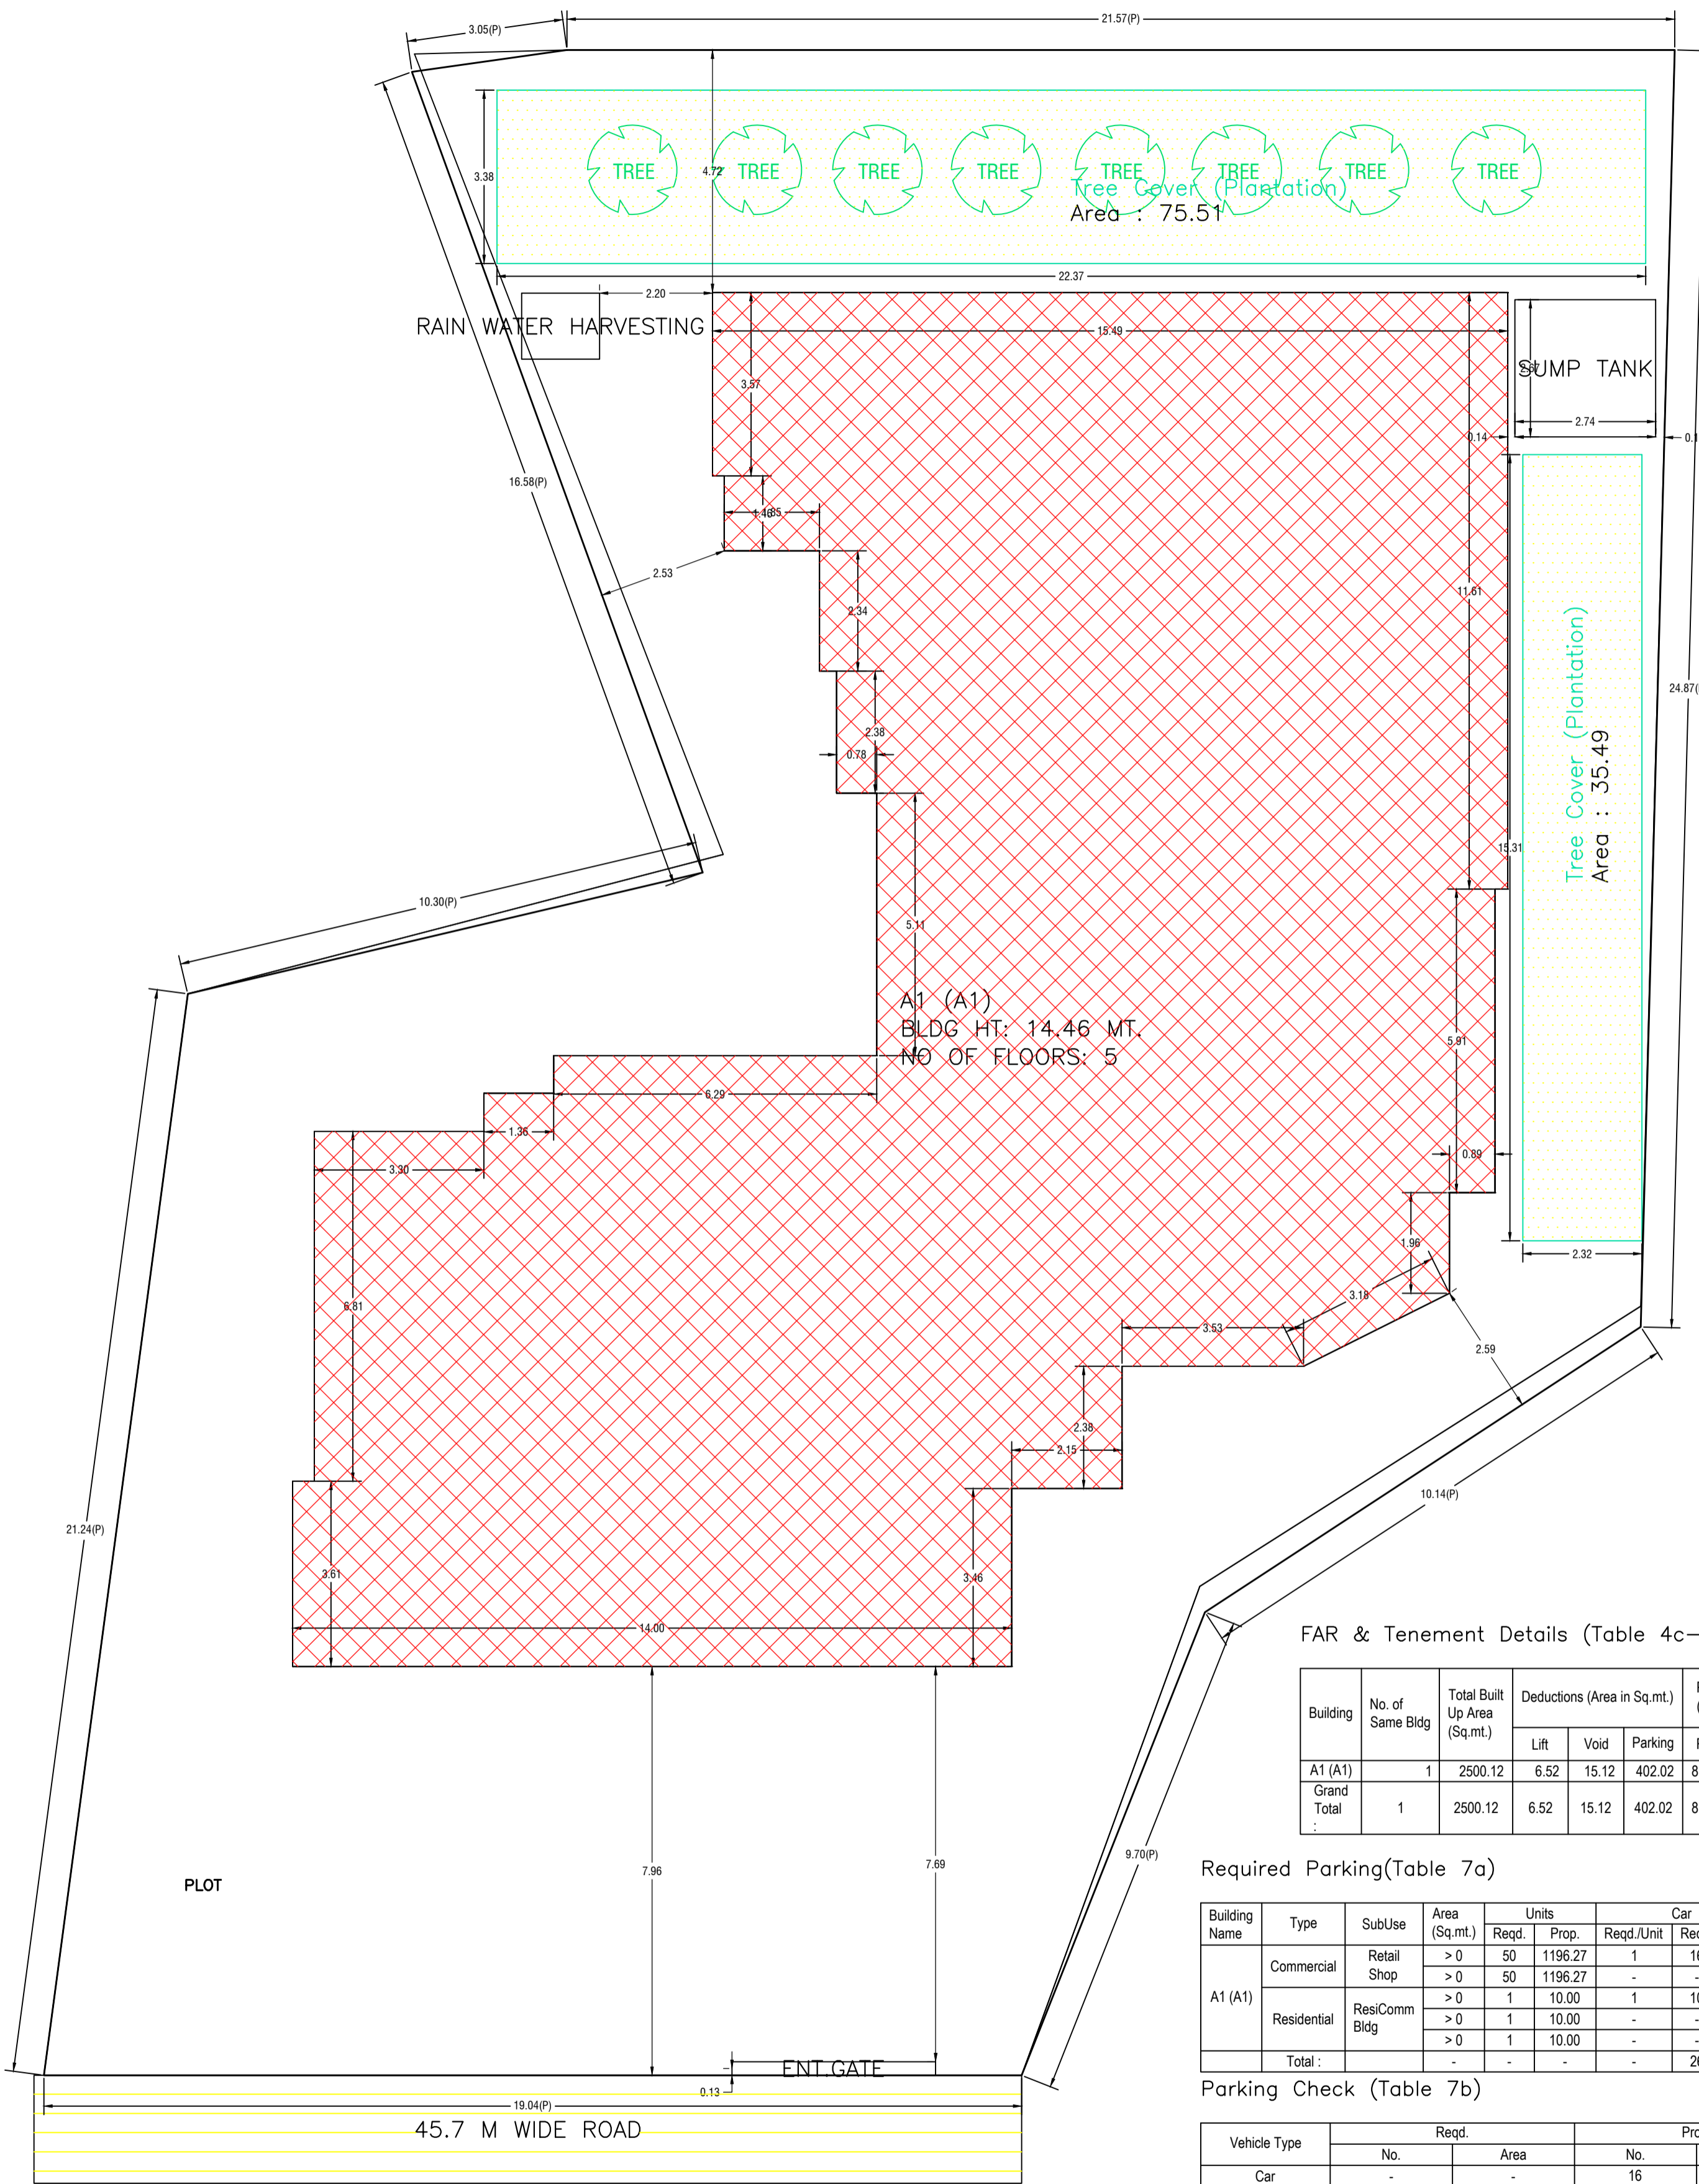 3.05(P)
21.57(P)
TREE TREE TREE TREE TREE TREE TREE TREE
3.38
4.72
Tree Cover (Plantation)
Area : 75.51
22.37
2.20
RAIN WATER HARVESTING
15.49
SUMP TANK
3.57
2.74
0.14
16.58(P)
2.53
2.34
11.61
Tree Cover (Plantation)
Area : 35.49
24.87
2.38
0.78
15.31
10.30(P)
5.11
A1 (A1)
BLDG HT: 14.46 MT.
NO OF FLOORS: 5
5.91
6.29
1.36
3.30
0.89
1.96
2.32
6.81
3.18
3.53
2.59
2.38
2.15
10.14(P)
21.24(P)
3.61
3.46
14.00
FAR & Tenement Details (Table 4c-
Building No. of Same Bldg Total Built Up Area (Sq.mt.) Deductions (Area in Sq.mt.)
Lift Void Parking
A1 (A1) 1 2500.12 6.52 15.12 402.02 8
Grand Total : 1 2500.12 6.52 15.12 402.02 8
9.70(P)
7.96
7.69
PLOT
Required Parking(Table 7a)
Building Name Type SubUse Area (Sq.mt.) Units Car
Reqd. Prop. Reqd./Unit
A1 (A1) Commercial Retail Shop > 0 50 1196.27 1 16
> 0 50 1196.27 - -
Residential ResiComm Bldg > 0 1 10.00 1 10
> 0 1 10.00 - -
> 0 1 10.00 - -
Total : - - - - 26
ENT.GATE
0.13
Parking Check (Table 7b)
19.04(P)
45.7 M WIDE ROAD
Vehicle Type Reqd.
No. Area No.
Car - - 16